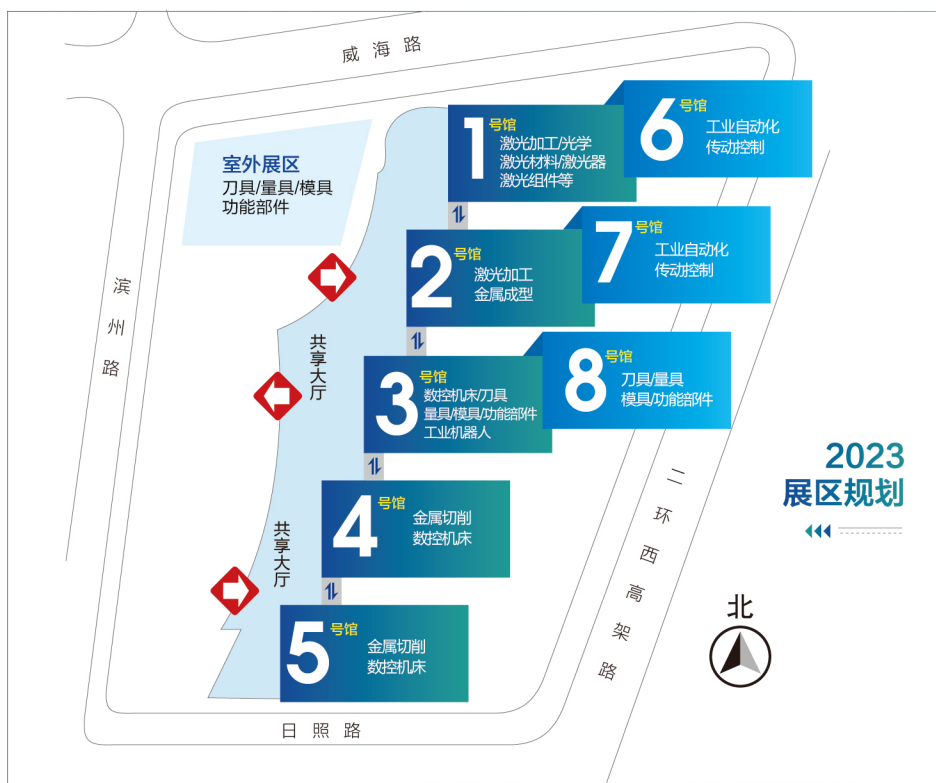 威海路
1号馆
激光加工/光学
激光材料/激光器
激光组件等
6号馆
工业自动化
传动控制
室外展区
刀具/量具/模具
功能部件
2号馆
激光加工
金属成型
7号馆
工业自动化
传动控制
滨州路
共享大厅
3号馆
数控机床/刀具
量具/模具/功能部件
工业机器人
8号馆
刀具/量具
模具/功能部件
2023
展区规划
二环西高架路
4号馆
金属切削
数控机床
共享大厅
5号馆
金属切削
数控机床
北
日照路